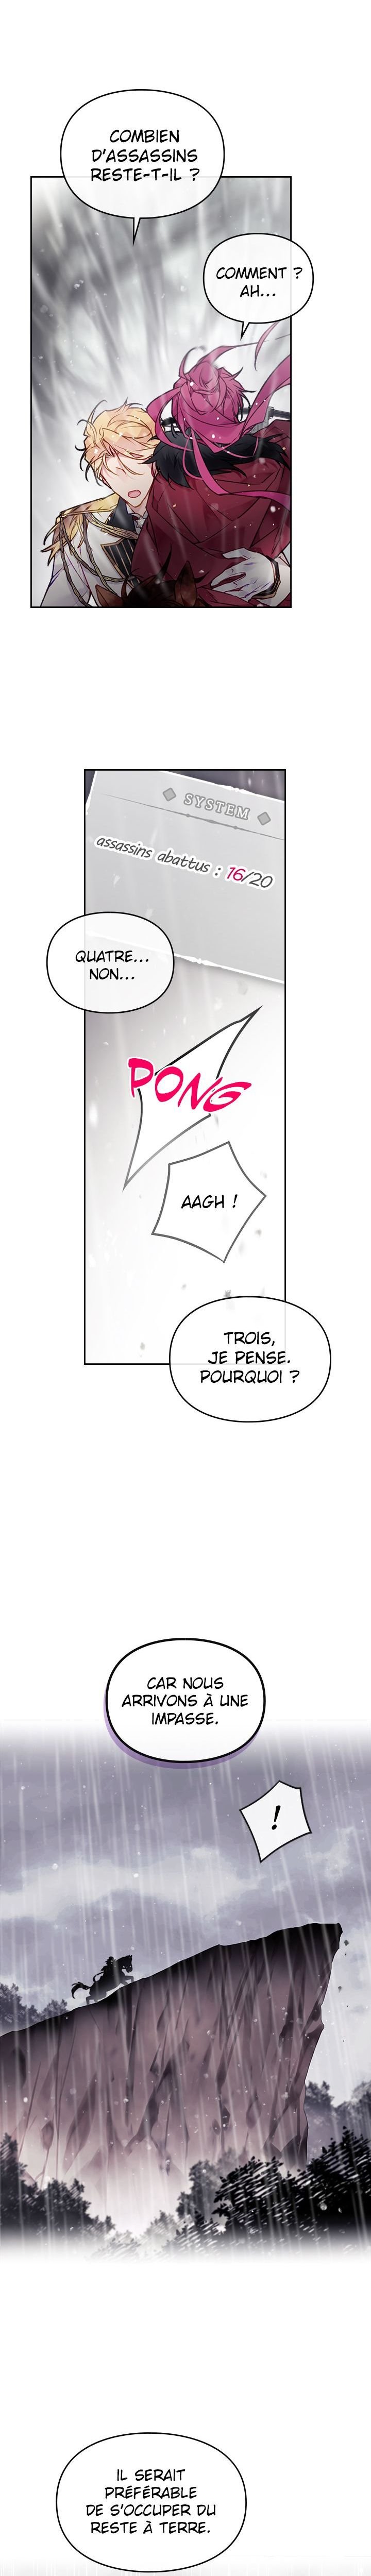 COMBIEN
D'ASSASSINS
RESTE-T-IL ?
COMMENT ?
AH...
SYSTEM
assassins abattus : 16/20
QUATRE...
NON...
PONG
AAGH !
TROIS,
JE PENSE.
POURQUOI ?
CAR NOUS
ARRIVONS À UNE
IMPASSE.
!
IL SERAIT
PRÉFÉRABLE
DE S'OCCUPER DU
RESTE À TERRE.